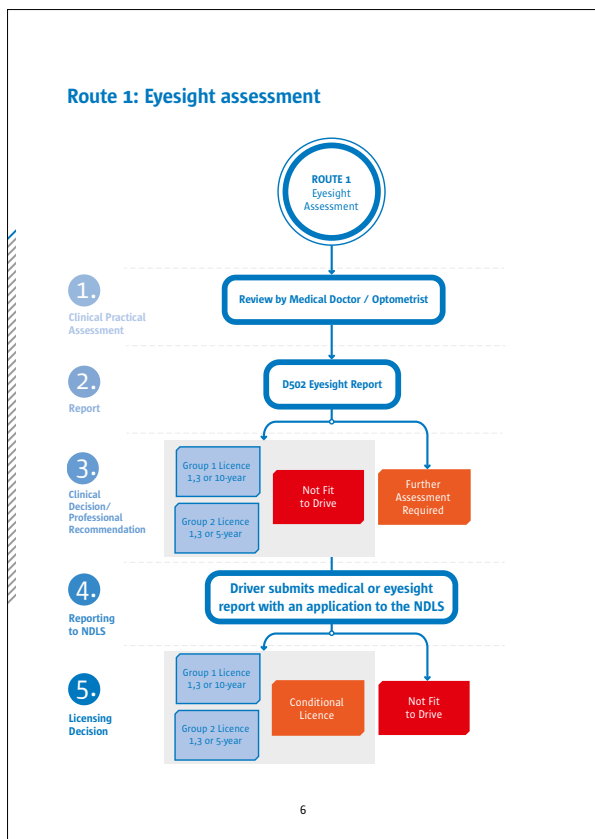 Route 1: Eyesight assessment
ROUTE 1
Eyesight
Assessment
1.
Clinical Practical
Assessment
Review by Medical Doctor / Optometrist
2.
Report
D502 Eyesight Report
3.
Clinical
Decision/
Professional
Recommendation
Group 1 Licence
1,3 or 10-year
Group 2 Licence
1,3 or 5-year
Not Fit
to Drive
Further
Assessment
Required
4.
Reporting
to NDLS
Driver submits medical or eyesight
report with an application to the NDLS
5.
Licensing
Decision
Group 1 Licence
1,3 or 10-year
Group 2 Licence
1,3 or 5-year
Conditional
Licence
Not Fit
to Drive
6